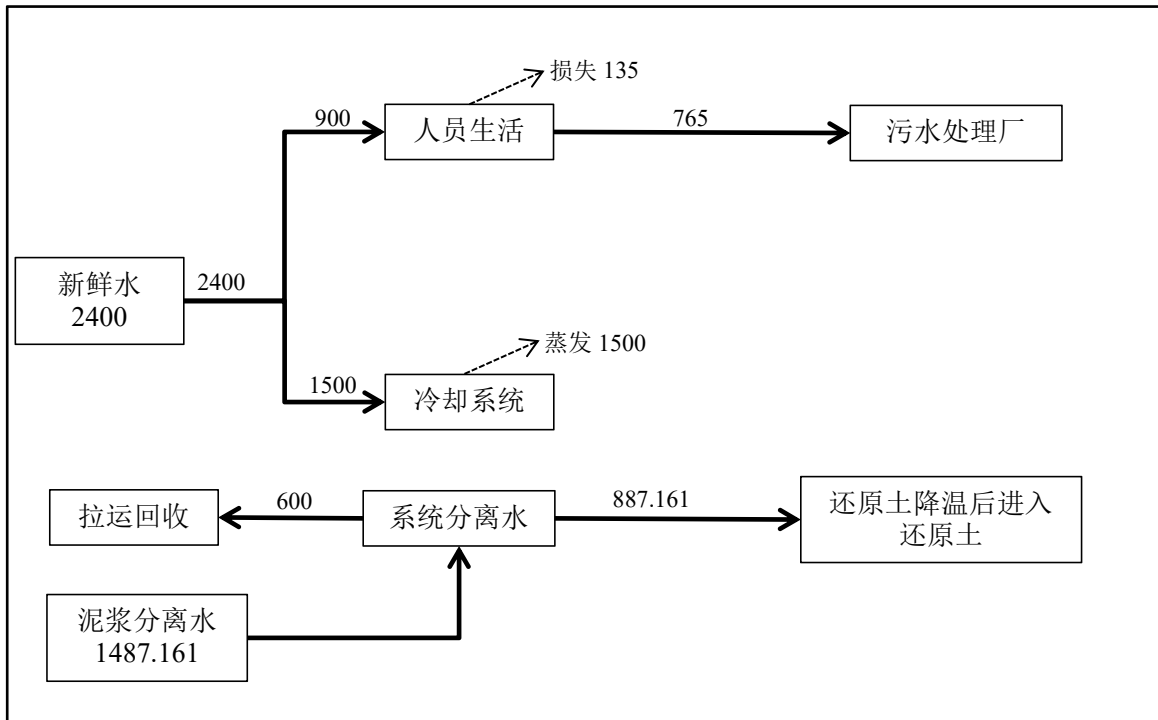 损失 135
900
人员生活
765
污水处理厂
新鲜水
2400
2400
蒸发 1500
1500
冷却系统
拉运回收
600
系统分离水
887.161
还原土降温后进入
还原土
泥浆分离水
1487.161